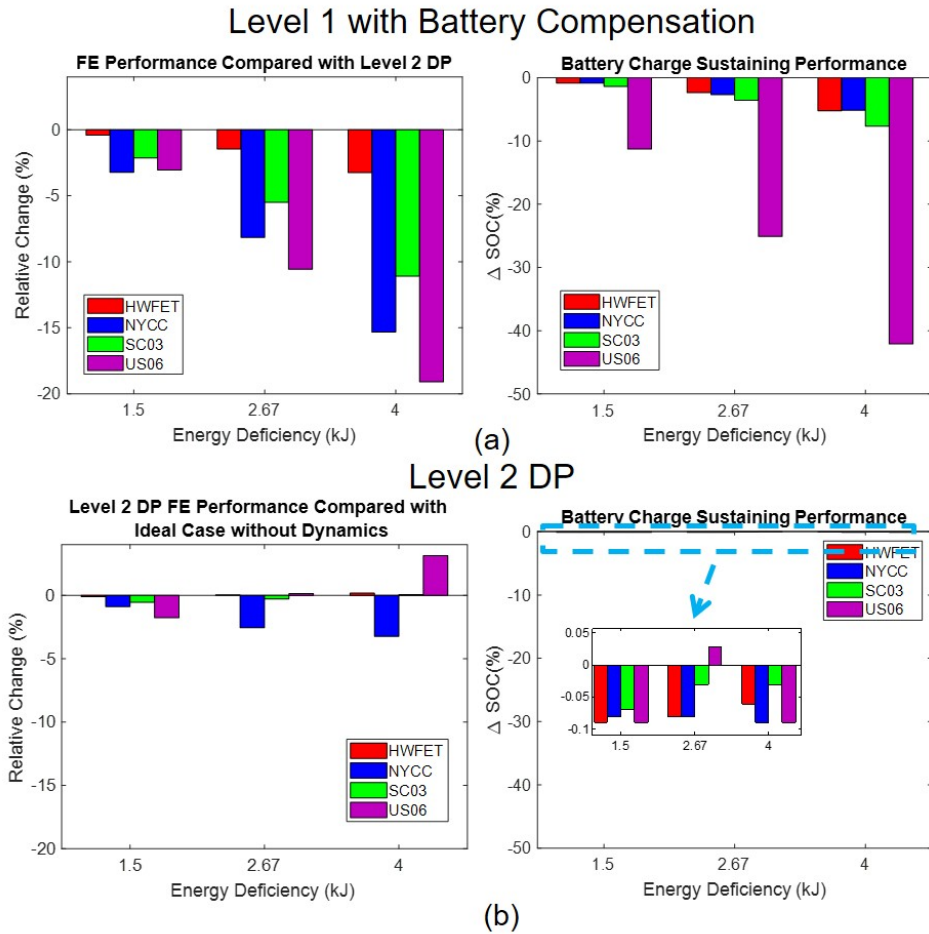 Level 1 with Battery Compensation
FE Performance Compared with Level 2 DP
Relative Change (%)
0
-5
-10
-15
-20
HWFET
NYCC
SC03
US06
1.5
2.67
4
Energy Deficiency (kJ)
Battery Charge Sustaining Performance
Δ SOC(%)
0
-10
-20
-30
-40
-50
HWFET
NYCC
SC03
US06
1.5
2.67
4
Energy Deficiency (kJ)
(a)
Level 2 DP
Level 2 DP FE Performance Compared with
Ideal Case without Dynamics
Relative Change (%)
0
-5
-10
-15
-20
HWFET
NYCC
SC03
US06
1.5
2.67
4
Energy Deficiency (kJ)
Battery Charge Sustaining Performance
Δ SOC(%)
0
-10
-20
-30
-40
-50
HWFET
NYCC
SC03
US06
0.05
0
-0.05
-0.1
1.5
2.67
4
1.5
2.67
4
Energy Deficiency (kJ)
(b)